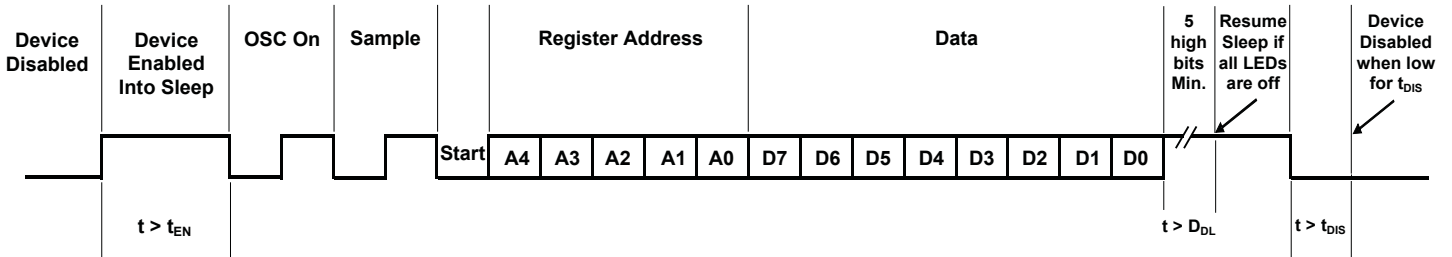 Device
Disabled
Device
Enabled
Into Sleep
OSC On
Sample
Register Address
Data
5
high
bits
Min.
Resume
Sleep if
all LEDs
are off
Device
Disabled
when low
for tDIS
Start
A4 A3 A2 A1 A0 D7 D6 D5 D4 D3 D2 D1 D0
t > tEN
t > DDL
t > tDIS